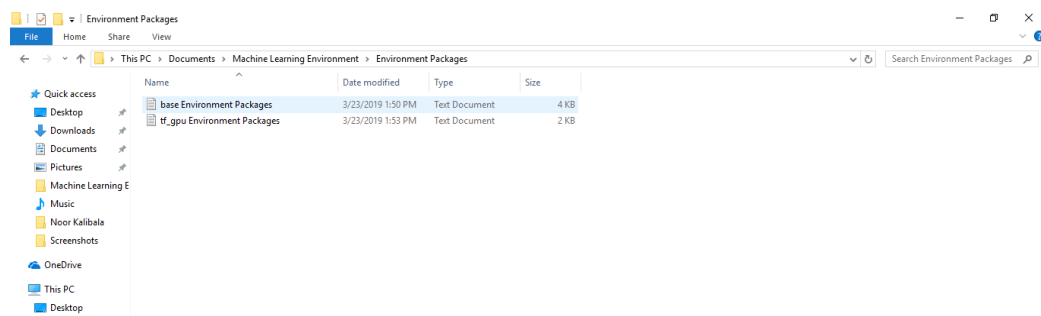 Environment Packages
File Home Share View
This PC > Documents > Machine Learning Environment > Environment Packages
Search Environment Packages
Name Date modified Type Size
Quick access
Desktop
Downloads
Documents
Pictures
Machine Learning E
Music
Noor Kalibala
Screenshots
OneDrive
This PC
Desktop
base Environment Packages 3/23/2019 1:50 PM Text Document 4 KB
tf_gpu Environment Packages 3/23/2019 1:53 PM Text Document 2 KB